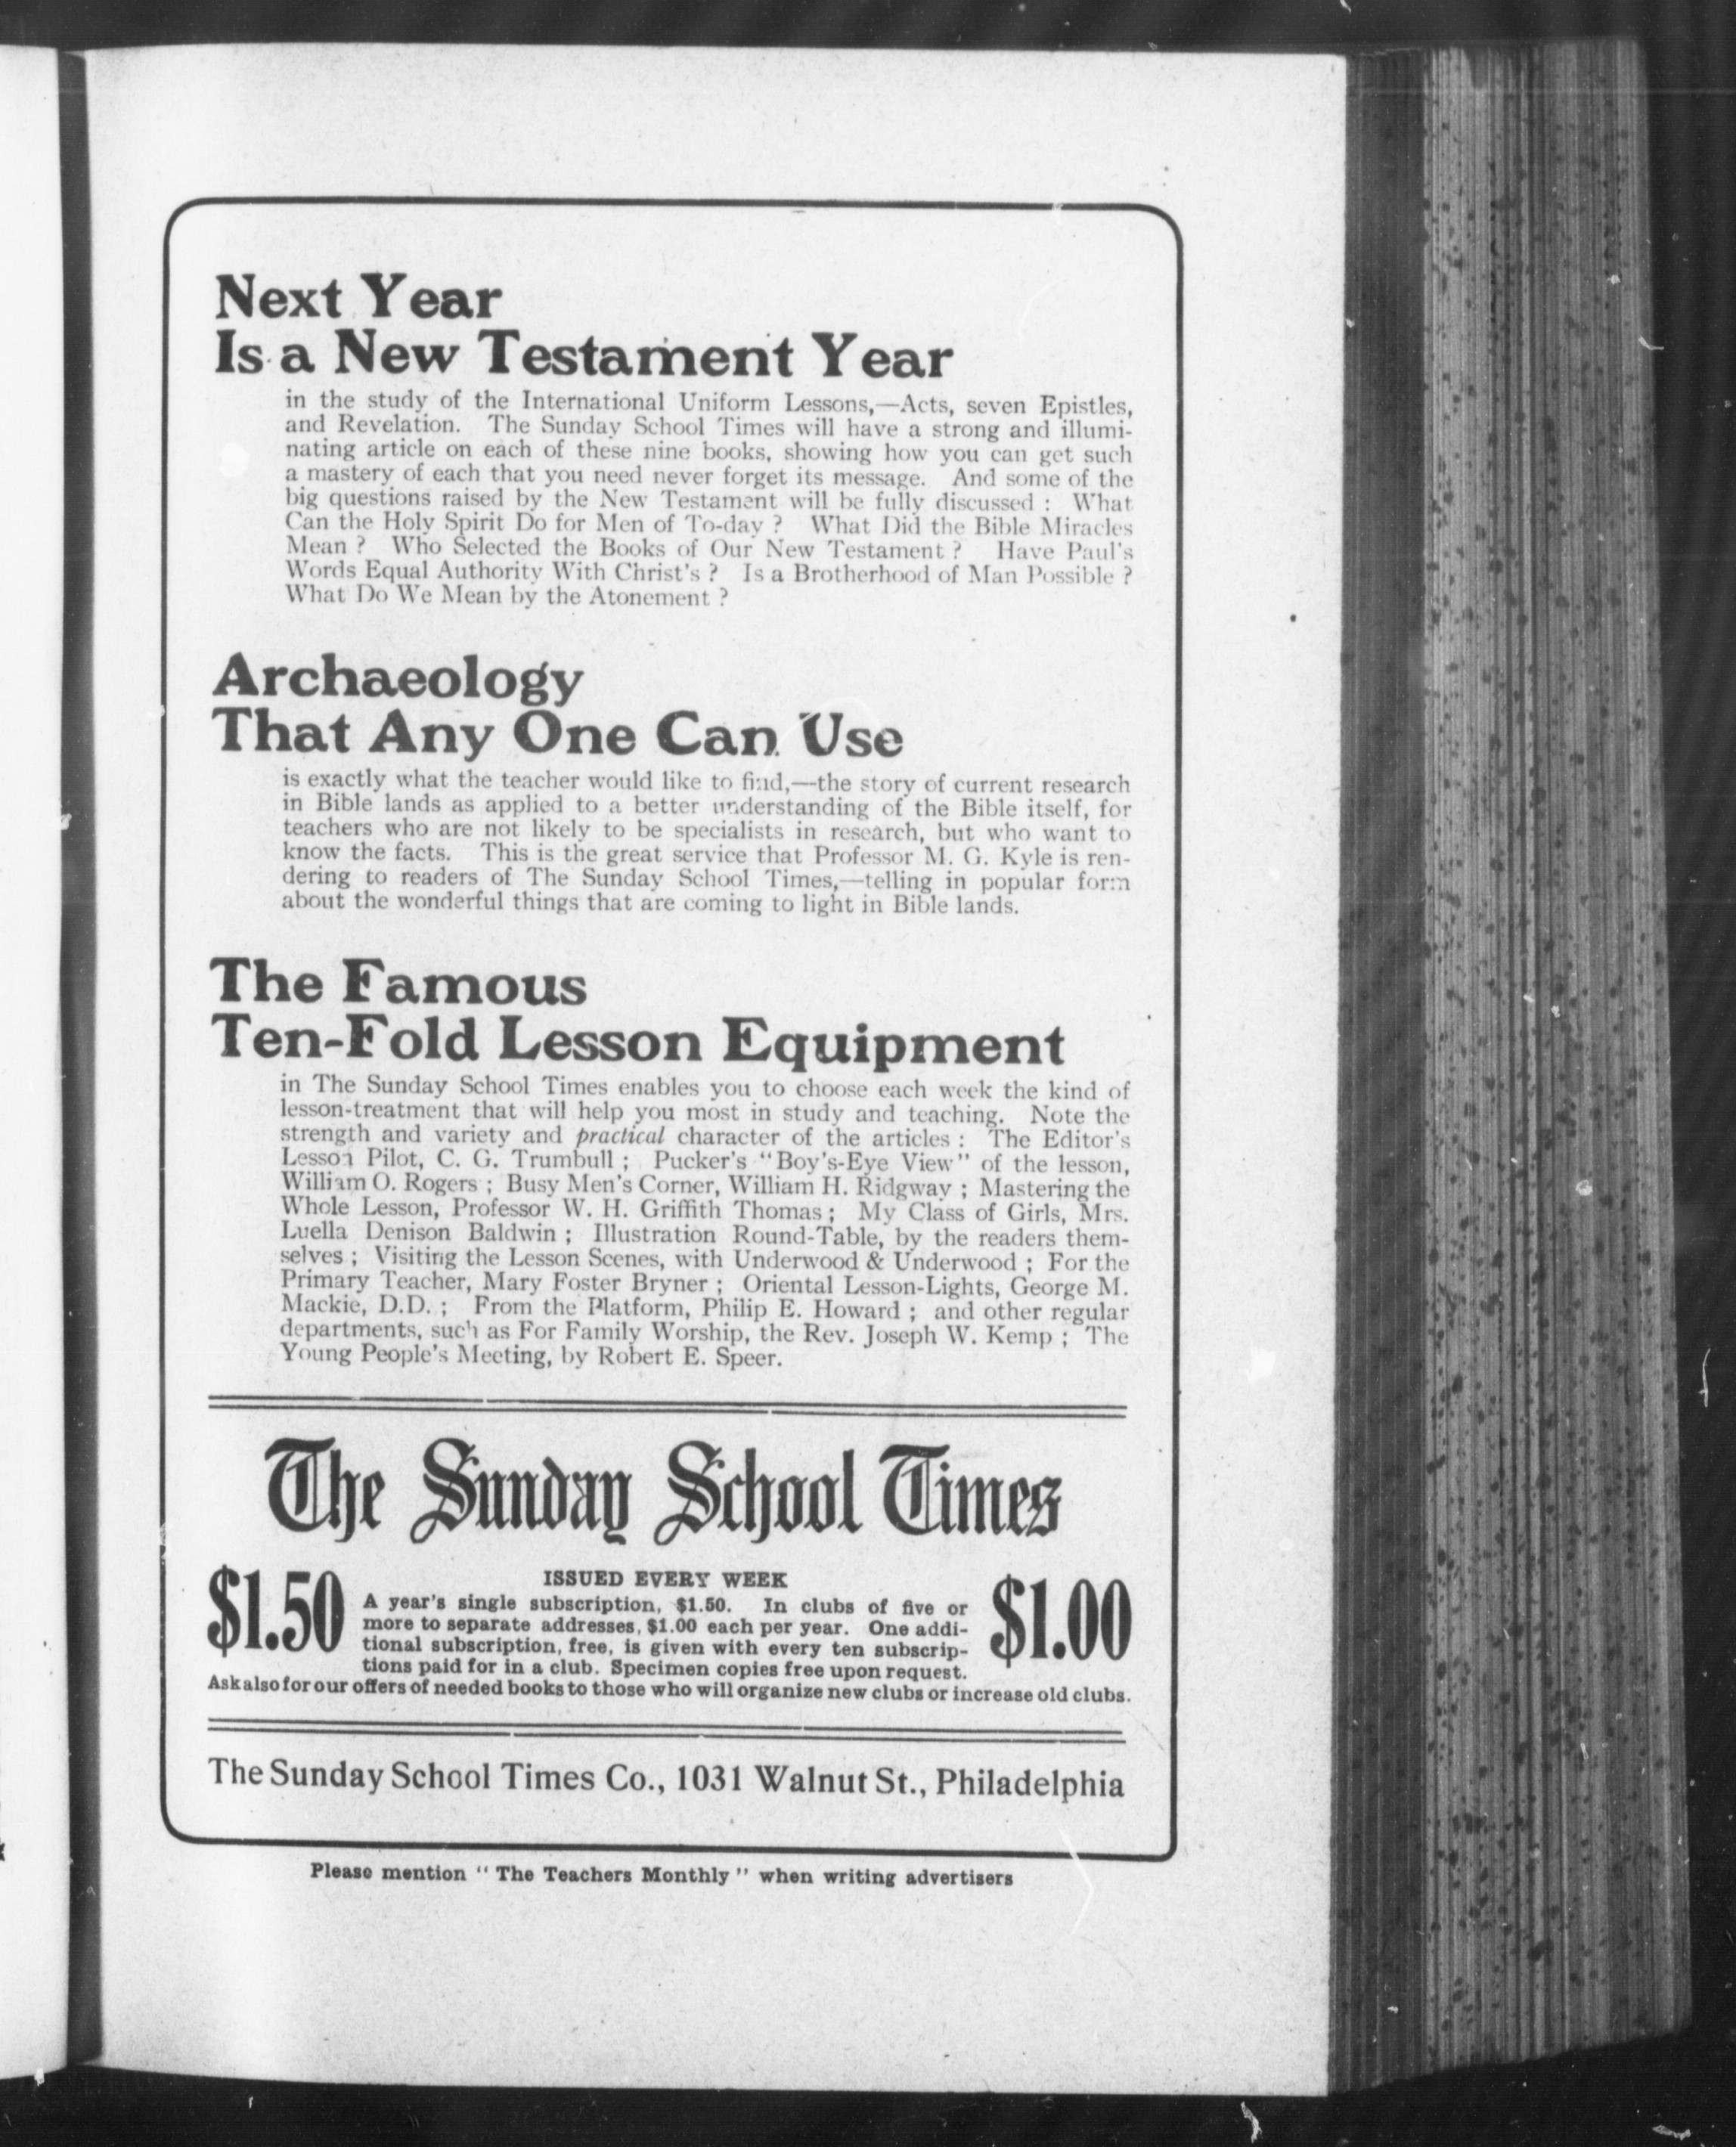 Next Year
Is a New Testament Year
in the study of the International Uniform Lessons,—Acts, seven Epistles,
and Revelation. The Sunday School Times will have a strong and illumi-
nating article on each of these nine books, showing how you can get such
a mastery of each that you need never forget its message. And some of the
big questions raised by the New Testament will be fully discussed : What
Can the Holy Spirit Do for Men of To-day ? What Did the Bible Miracles
Mean ? Who Selected the Books of Our New Testament ? Have Paul's
Words Equal Authority With Christ's ? Is a Brotherhood of Man Possible ?
What Do We Mean by the Atonement ?
Archaeology
That Any One Can Use
is exactly what the teacher would like to find,—the story of current research
in Bible lands as applied to a better understanding of the Bible itself, for
teachers who are not likely to be specialists in research, but who want to
know the facts. This is the great service that Professor M. G. Kyle is ren-
dering to readers of The Sunday School Times,—telling in popular form
about the wonderful things that are coming to light in Bible lands.
The Famous
Ten-Fold Lesson Equipment
in The Sunday School Times enables you to choose each week the kind of
lesson-treatment that will help you most in study and teaching. Note the
strength and variety and practical character of the articles : The Editor's
Lesson Pilot, C. G. Trumbull ; Pucker's "Boy's-Eye View" of the lesson,
William O. Rogers ; Busy Men's Corner, William H. Ridgway ; Mastering the
Whole Lesson, Professor W. H. Griffith Thomas ; My Class of Girls, Mrs.
Luella Denison Baldwin ; Illustration Round-Table, by the readers them-
selves ; Visiting the Lesson Scenes, with Underwood & Underwood ; For the
Primary Teacher, Mary Foster Bryner ; Oriental Lesson-Lights, George M.
Mackie, D.D. ; From the Platform, Philip E. Howard ; and other regular
departments, such as For Family Worship, the Rev. Joseph W. Kemp ; The
Young People's Meeting, by Robert E. Speer.
The Sunday School Times
$1.50
ISSUED EVERY WEEK
A year's single subscription, $1.50. In clubs of five or
more to separate addresses, $1.00 each per year. One addi-
tional subscription, free, is given with every ten subscrip-
tions paid for in a club. Specimen copies free upon request.
$1.00
Ask also for our offers of needed books to those who will organize new clubs or increase old clubs.
The Sunday School Times Co., 1031 Walnut St., Philadelphia
Please mention "The Teachers Monthly" when writing advertisers